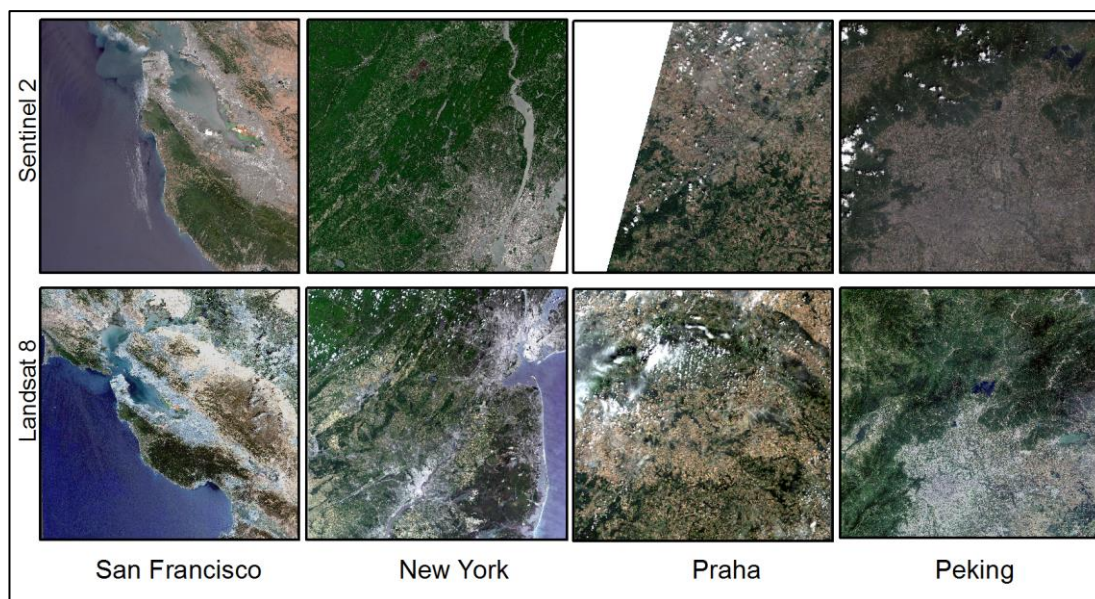 Sentinel 2
Landsat 8
San Francisco
New York
Praha
Peking